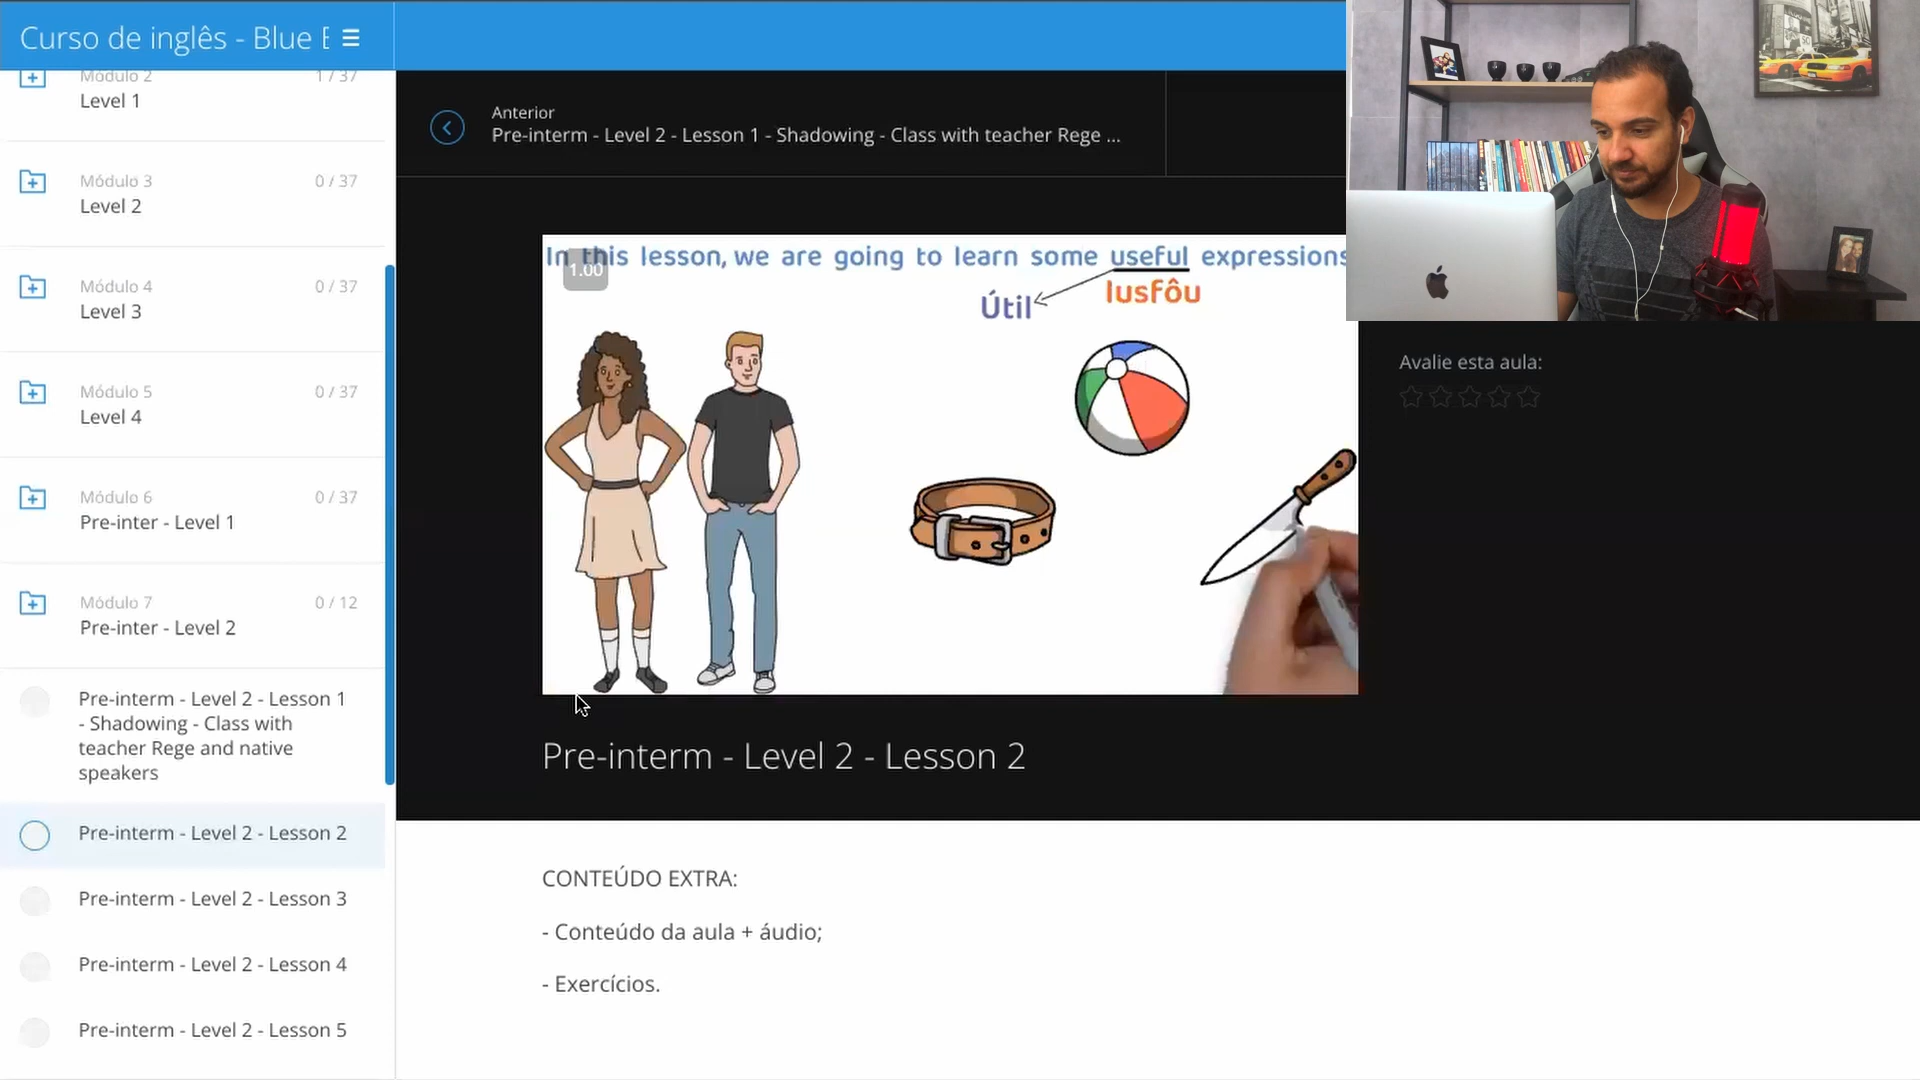 Curso de inglês - Blue E
Módulo 2
1 / 37
Level 1
Módulo 3
0 / 37
Level 2
Módulo 4
0 / 37
Level 3
Módulo 5
0 / 37
Level 4
Módulo 6
0 / 37
Pre-inter - Level 1
Módulo 7
0 / 12
Pre-inter - Level 2
Pre-interm - Level 2 - Lesson 1
- Shadowing - Class with
teacher Rege and native
speakers
Pre-interm - Level 2 - Lesson 2
Pre-interm - Level 2 - Lesson 3
Pre-interm - Level 2 - Lesson 4
Pre-interm - Level 2 - Lesson 5
Anterior
Pre-interm - Level 2 - Lesson 1 - Shadowing - Class with teacher Rege ...
In this lesson, we are going to learn some useful expressions
1.00
Útil
Iusfôu
Pre-interm - Level 2 - Lesson 2
Avalie esta aula:
CONTEÚDO EXTRA:
- Conteúdo da aula + áudio;
- Exercícios.